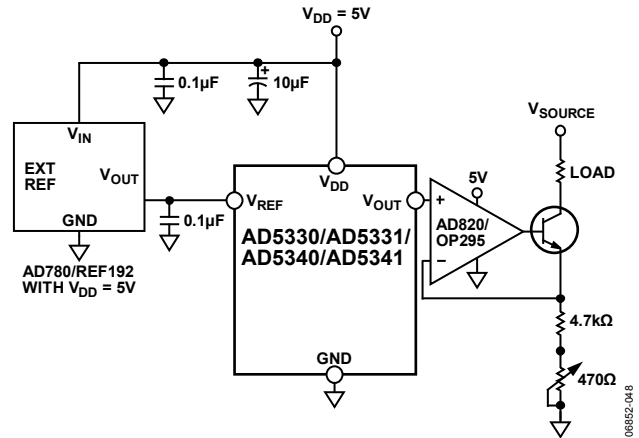 VDD = 5V
0.1µF
10µF
+
VSOURCE
LOAD
VIN
EXT
REF
VOUT
GND
0.1µF
AD780/REF192
WITH VDD = 5V
VDD
VREF
VOUT
AD5330/AD5331/
AD5340/AD5341
GND
5V
+
AD820/
OP295
–
4.7kΩ
470Ω
06852-048